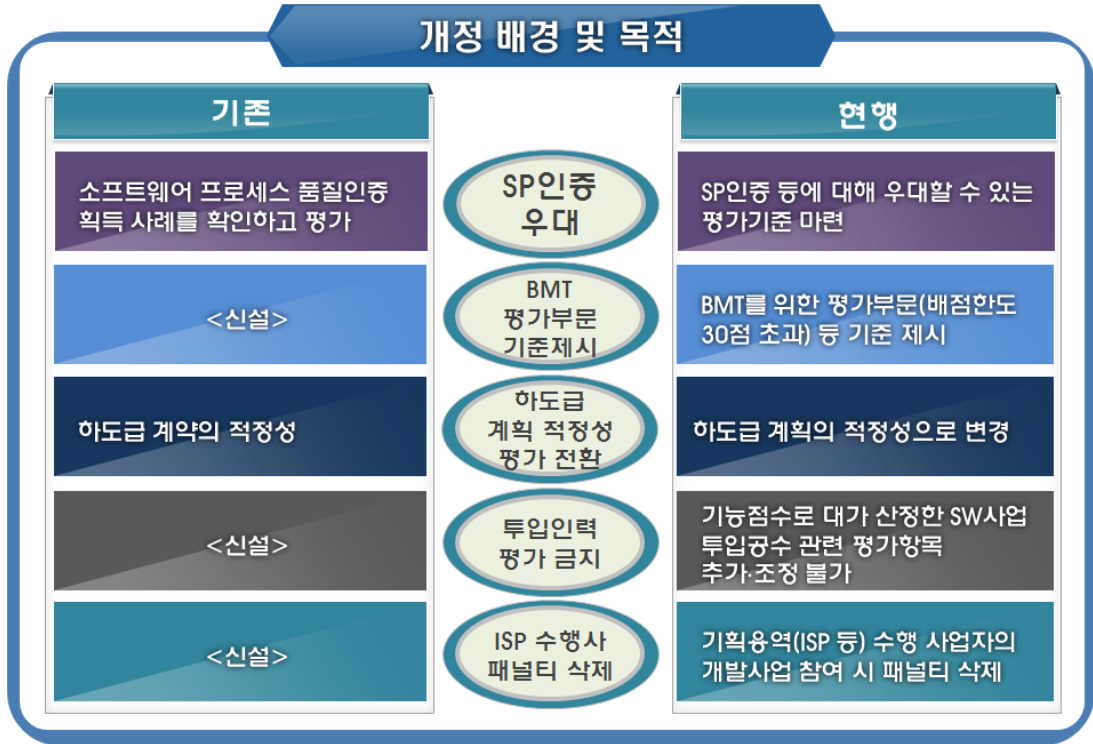 개정 배경 및 목적
기존
현행
소프트웨어 프로세스 품질인증
획득 사례를 확인하고 평가
SP인증
우대
SP인증 등에 대해 우대할 수 있는
평가기준 마련
<신설>
BMT
평가부문
기준제시
BMT를 위한 평가부문(배점한도
30점 초과) 등 기준 제시
하도급 계약의 적정성
하도급
계획 적정성
평가 전환
하도급 계획의 적정성으로 변경
<신설>
투입인력
평가 금지
기능점수로 대가 산정한 SW사업
투입공수 관련 평가항목
추가·조정 불가
<신설>
ISP 수행사
패널티 삭제
기획용역(ISP 등) 수행 사업자의
개발사업 참여 시 패널티 삭제